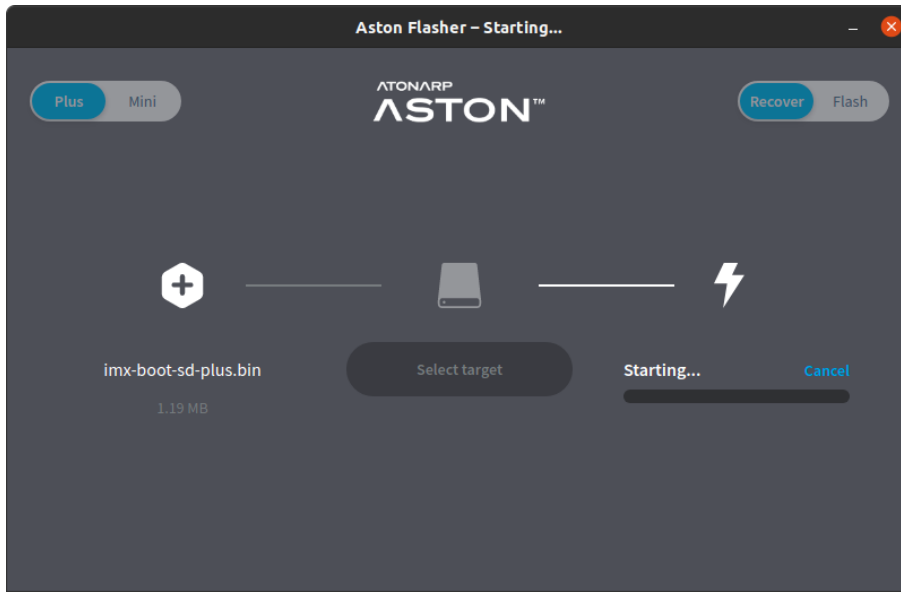 Aston Flasher – Starting...
Plus Mini
ATONARP
ASTON™
Recover Flash
imx-boot-sd-plus.bin
1.19 MB
Select target
Starting... Cancel